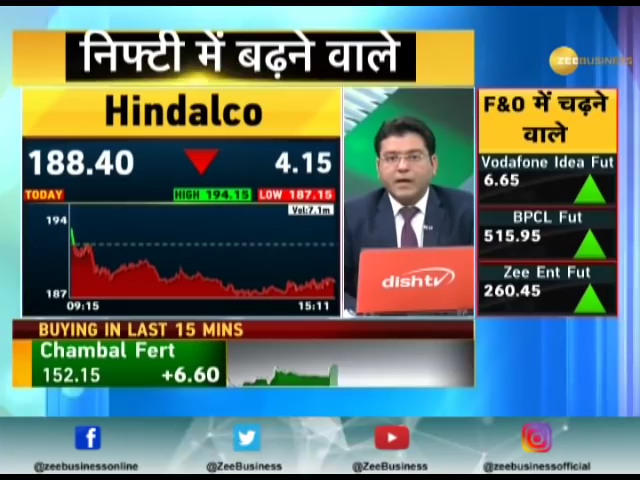 निफ्टी में बढ़ने वाले
ZEEBUSINESS
Hindalco
188.40 4.15
TODAY HIGH 194.15 LOW 187.15
Vol:7.1m
194
187
09:15 15:11
dishtv
F&O में चढ़ने
वाले
Vodafone Idea Fut
6.65
BPCL Fut
515.95
Zee Ent Fut
260.45
BUYING IN LAST 15 MINS
Chambal Fert
152.15 +6.60
@zeebusinessonline @ZeeBusiness @ZeeBusiness @zeebusinessofficial